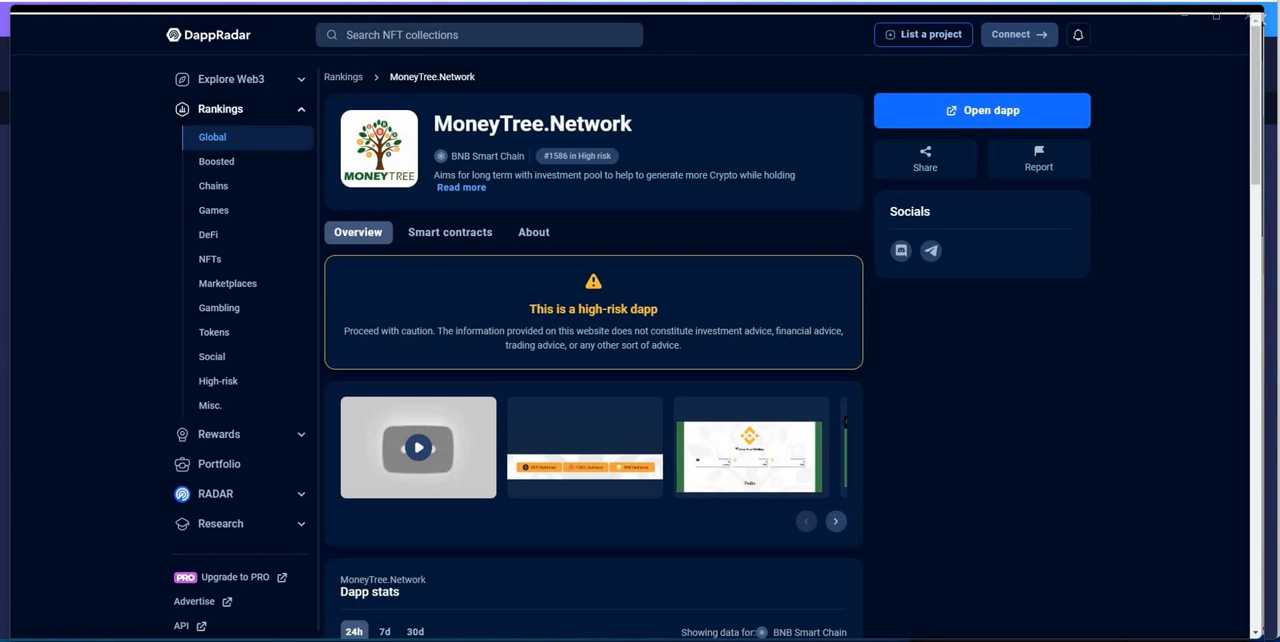 DappRadar
Search NFT collections
List a project
Connect
Explore Web3
Rankings
Global
Boosted
Chains
Games
DeFi
NFTs
Marketplaces
Gambling
Tokens
Social
High-risk
Misc.
Rewards
Portfolio
RADAR
Research
PRO Upgrade to PRO
Advertise
API
Rankings > MoneyTree.Network
MONEYTREE
MoneyTree.Network
BNB Smart Chain #1586 in High risk
Aims for long term with investment pool to help to generate more Crypto while holding
Read more
Overview Smart contracts About
This is a high-risk dapp
Proceed with caution. The information provided on this website does not constitute investment advice, financial advice,
trading advice, or any other sort of advice.
MoneyTree.Network
Dapp stats
24h 7d 30d
Showing data for: BNB Smart Chain
Open dapp
Share
Report
Socials